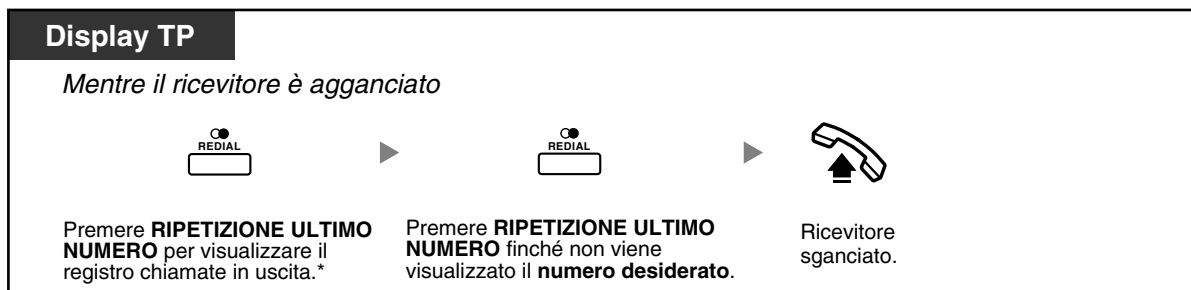 Display TP
Mentre il ricevitore è agganciato
REDIAL
REDIAL
Premere RIPETIZIONE ULTIMO
NUMERO per visualizzare il
registro chiamate in uscita.*
Premere RIPETIZIONE ULTIMO
NUMERO finché non viene
visualizzato il numero desiderato.
Ricevitore
sganciato.